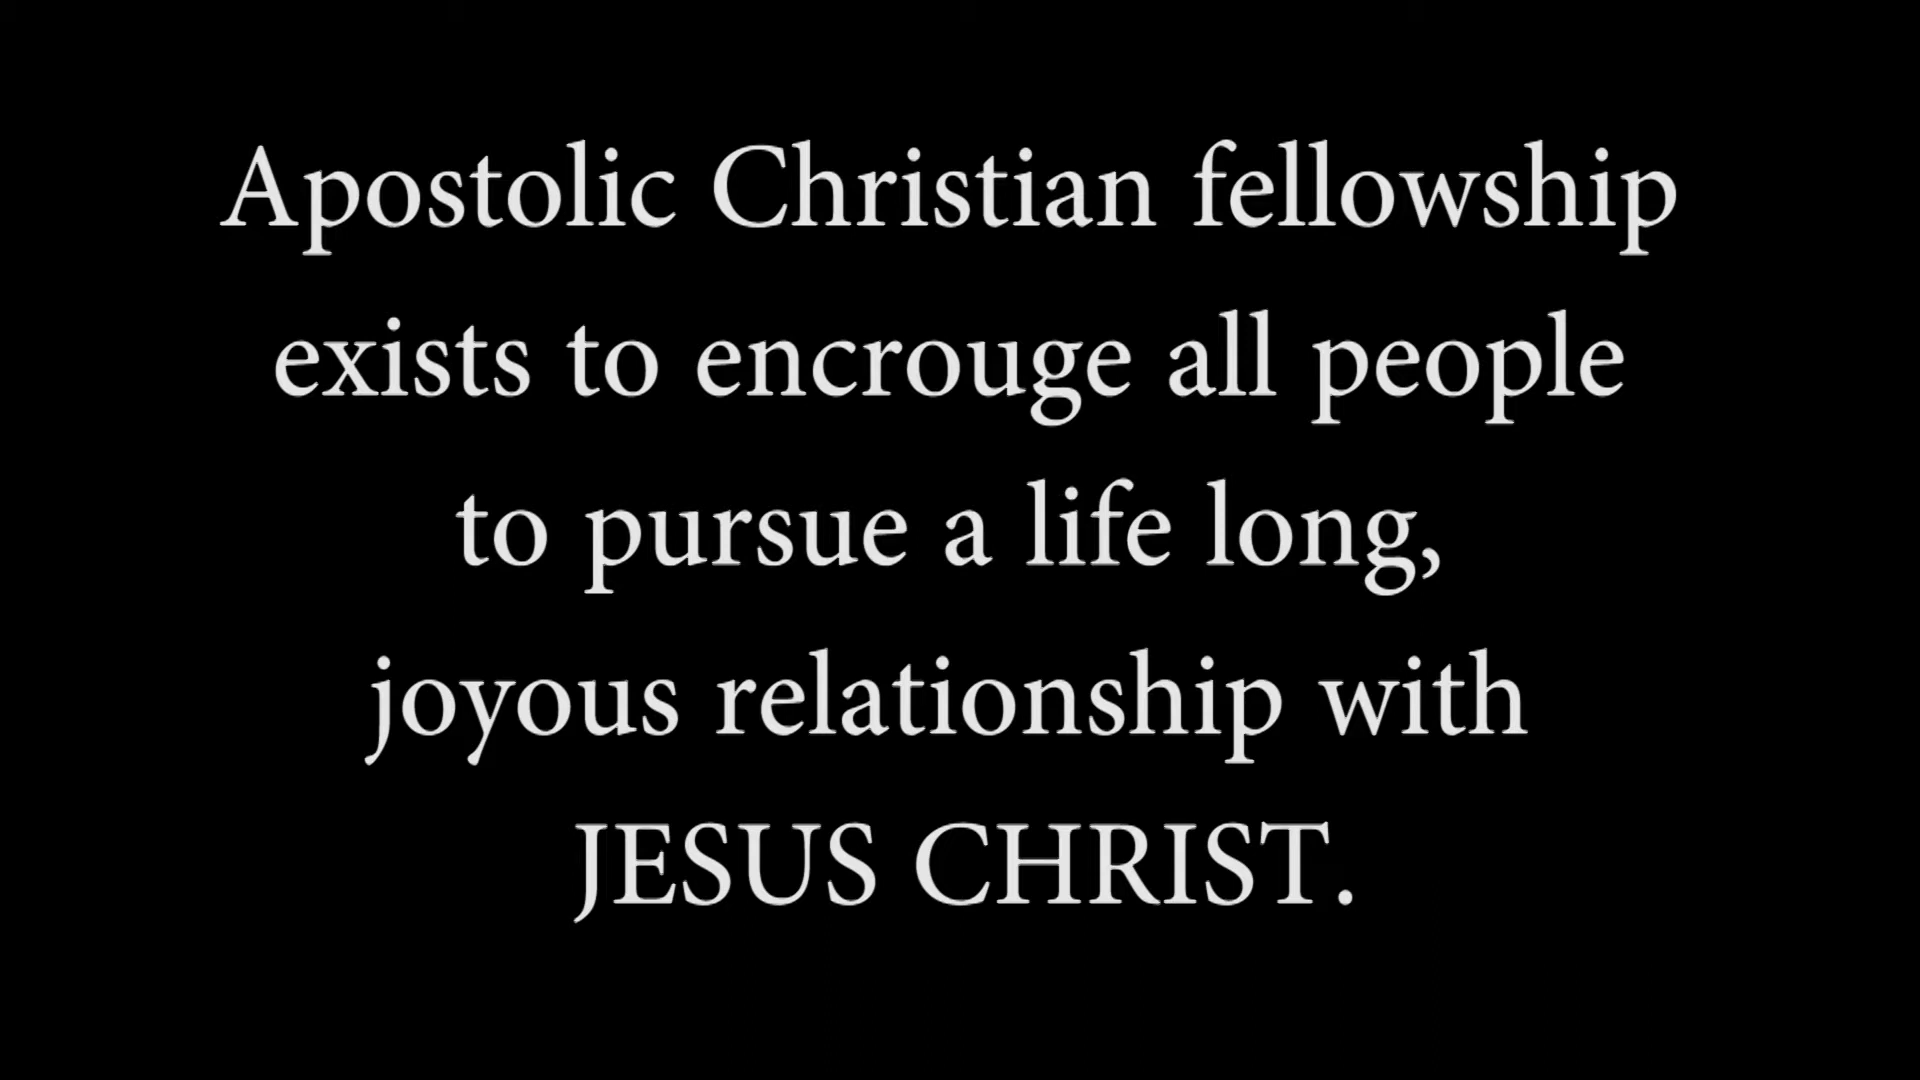 Apostolic Christian fellowship
exists to encrouge all people
to pursue a life long,
joyous relationship with
JESUS CHRIST.